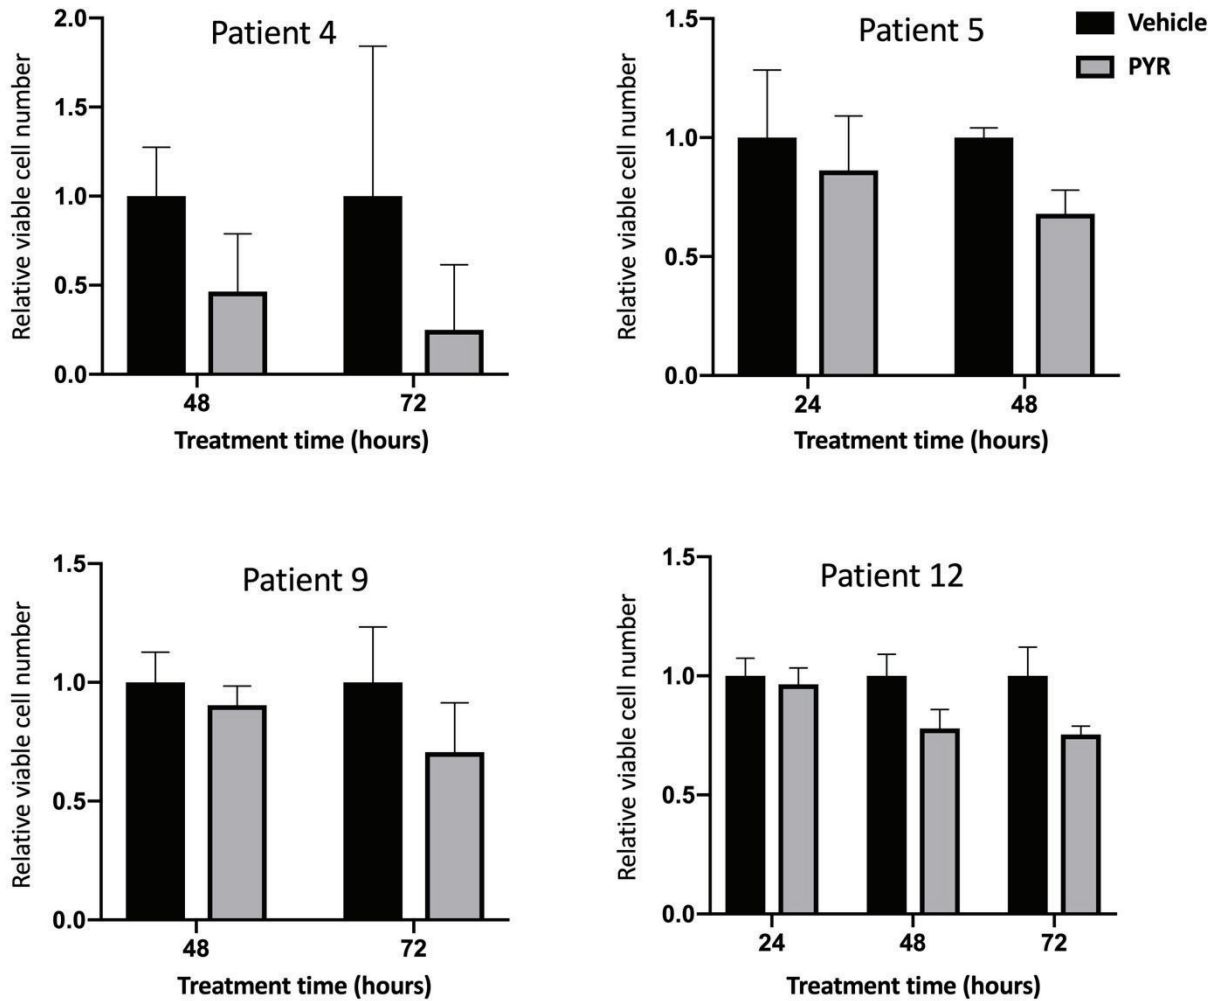 Patient 4
Relative viable cell number
2.0
1.5
1.0
0.5
0.0
48
72
Treatment time (hours)
Patient 5
Vehicle
PYR
Relative viable cell number
1.5
1.0
0.5
0.0
24
48
Treatment time (hours)
Patient 9
Relative viable cell number
1.5
1.0
0.5
0.0
48
72
Treatment time (hours)
Patient 12
Relative viable cell number
1.5
1.0
0.5
0.0
24
48
72
Treatment time (hours)